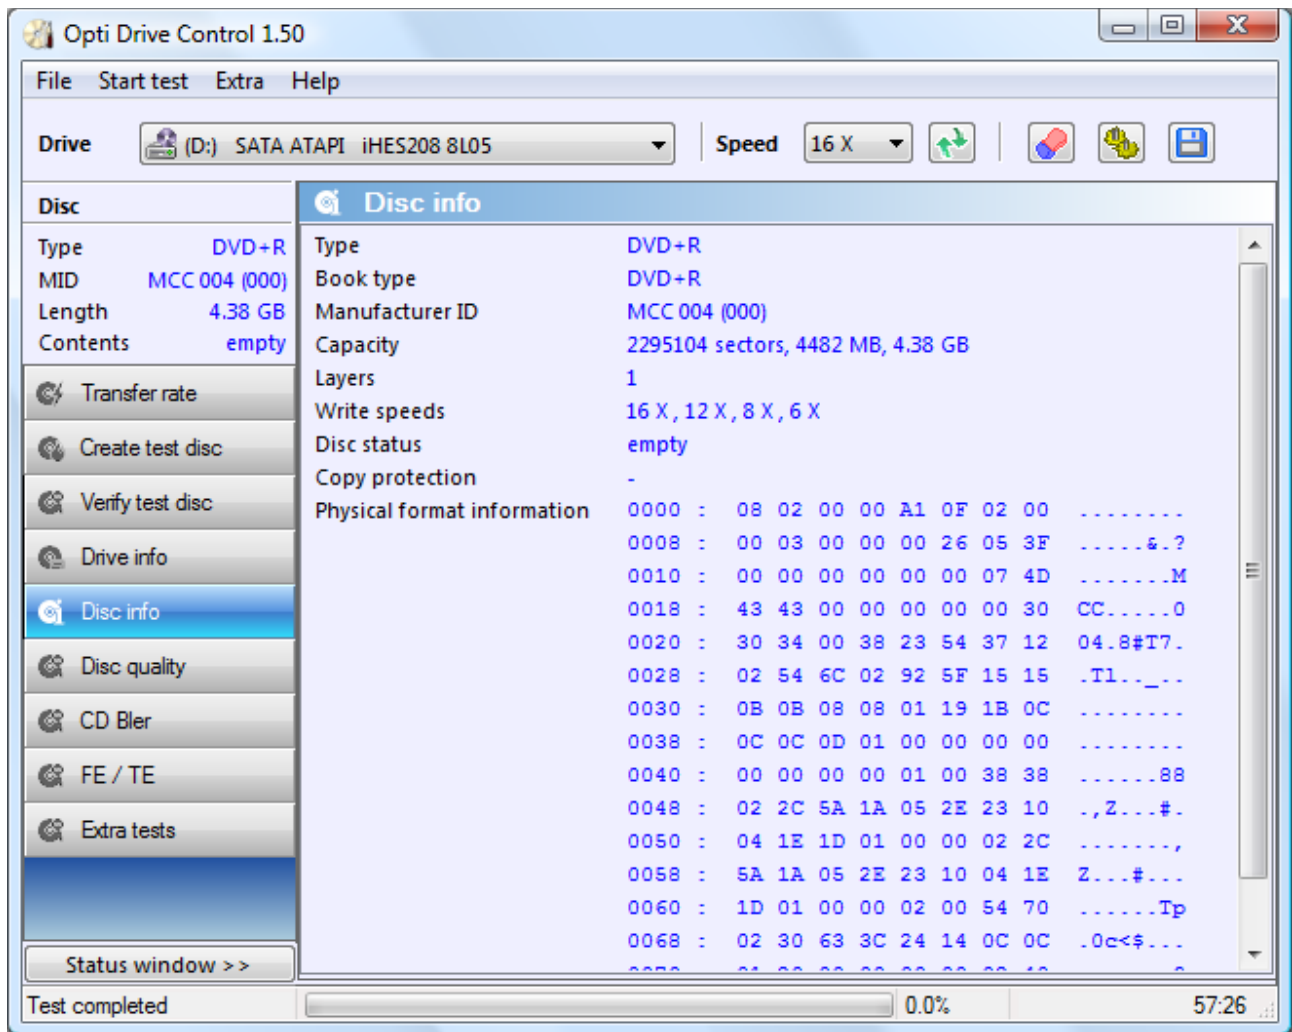 Opti Drive Control 1.50
File Start test Extra Help
Drive (D:) SATA ATAPI iHES208 8L05 Speed 16 X
Disc
Type DVD+R
MID MCC 004 (000)
Length 4.38 GB
Contents empty
Transfer rate
Create test disc
Verify test disc
Drive info
Disc info
Disc quality
CD Bler
FE / TE
Extra tests
Status window >>
Disc info
Type DVD+R
Book type DVD+R
Manufacturer ID MCC 004 (000)
Capacity 2295104 sectors, 4482 MB, 4.38 GB
Layers 1
Write speeds 16 X , 12 X , 8 X , 6 X
Disc status empty
Copy protection -
Physical format information 0000 : 08 02 00 00 A1 0F 02 00 ........
0008 : 00 03 00 00 00 26 05 3F .....&.?
0010 : 00 00 00 00 00 00 07 4D .......M
0018 : 43 43 00 00 00 00 00 30 CC.....0
0020 : 30 34 00 38 23 54 37 12 04.8#T7.
0028 : 02 54 6C 02 92 5F 15 15 .Tl.._..
0030 : 0B 0B 08 08 01 19 1B 0C ........
0038 : 0C 0C 0D 01 00 00 00 00 ........
0040 : 00 00 00 00 01 00 38 38 ......88
0048 : 02 2C 5A 1A 05 2E 23 10 .,Z...#.
0050 : 04 1E 1D 01 00 00 02 2C .......,
0058 : 5A 1A 05 2E 23 10 04 1E Z...#...
0060 : 1D 01 00 00 02 00 54 70 ......Tp
0068 : 02 30 63 3C 24 14 0C 0C .0c<$...
Test completed 0.0% 57:26